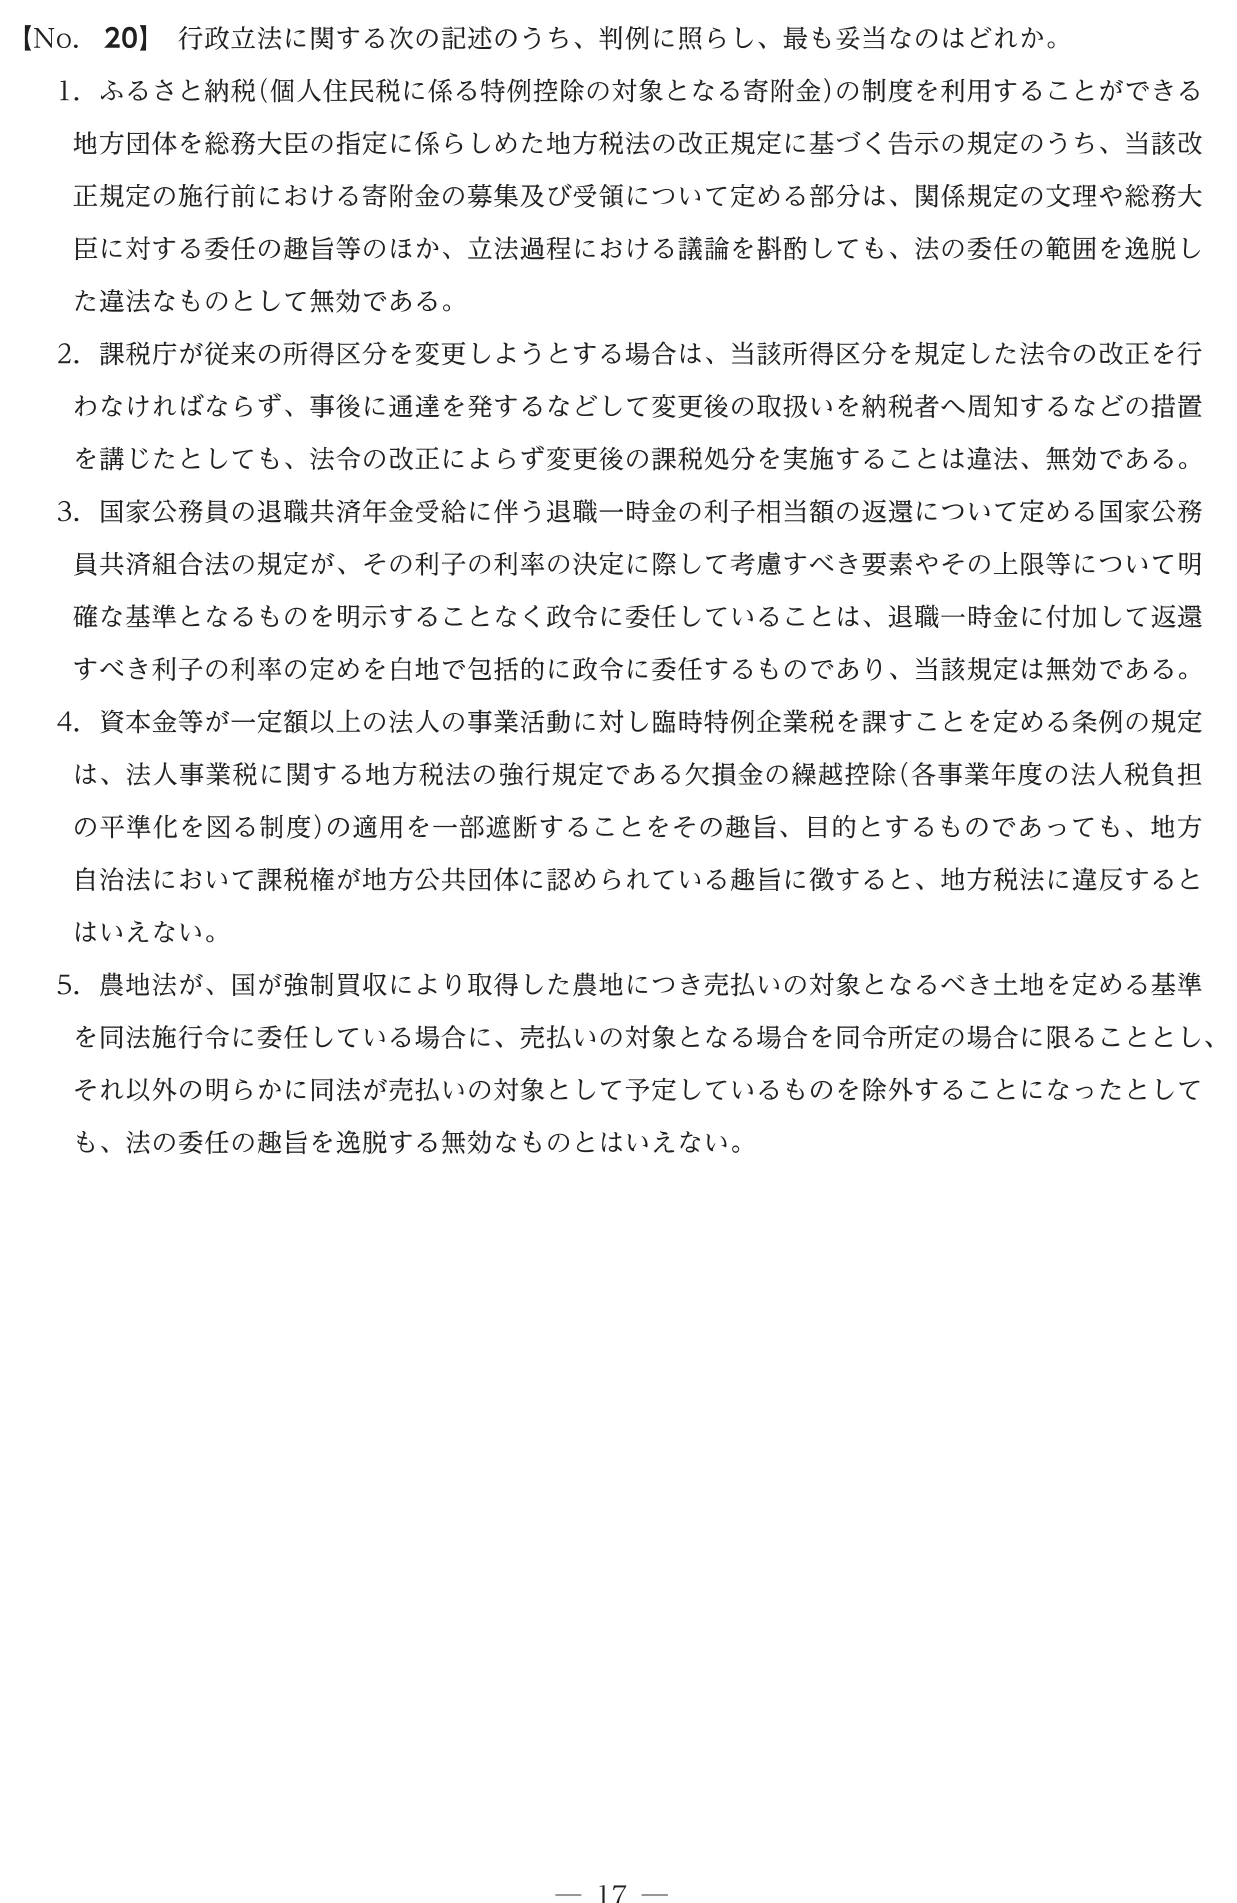 【No. 20】 行政立法に関する次の記述のうち、判例に照らし、最も妥当なのはどれか。
1. ふるさと納税(個人住民税に係る特例控除の対象となる寄附金)の制度を利用することができる
地方団体を総務大臣の指定に係らしめた地方税法の改正規定に基づく告示の規定のうち、当該改
正規定の施行前における寄附金の募集及び受領について定める部分は、関係規定の文理や総務大
臣に対する委任の趣旨等のほか、立法過程における議論を斟酌しても、法の委任の範囲を逸脱し
た違法なものとして無効である。
2. 課税庁が従来の所得区分を変更しようとする場合は、当該所得区分を規定した法令の改正を行
わなければならず、事後に通達を発するなどして変更後の取扱いを納税者へ周知するなどの措置
を講じたとしても、法令の改正によらず変更後の課税処分を実施することは違法、無効である。
3. 国家公務員の退職共済年金受給に伴う退職一時金の利子相当額の返還について定める国家公務
員共済組合法の規定が、その利子の利率の決定に際して考慮すべき要素やその上限等について明
確な基準となるものを明示することなく政令に委任していることは、退職一時金に付加して返還
すべき利子の利率の定めを白地で包括的に政令に委任するものであり、当該規定は無効である。
4. 資本金等が一定額以上の法人の事業活動に対し臨時特例企業税を課すことを定める条例の規定
は、法人事業税に関する地方税法の強行規定である欠損金の繰越控除(各事業年度の法人税負担
の平準化を図る制度)の適用を一部遮断することをその趣旨、目的とするものであっても、地方
自治法において課税権が地方公共団体に認められている趣旨に徴すると、地方税法に違反すると
はいえない。
5. 農地法が、国が強制買収により取得した農地につき売払いの対象となるべき土地を定める基準
を同法施行令に委任している場合に、売払いの対象となる場合を同令所定の場合に限ることとし、
それ以外の明らかに同法が売払いの対象として予定しているものを除外することになったとして
も、法の委任の趣旨を逸脱する無効なものとはいえない。
— 17 —